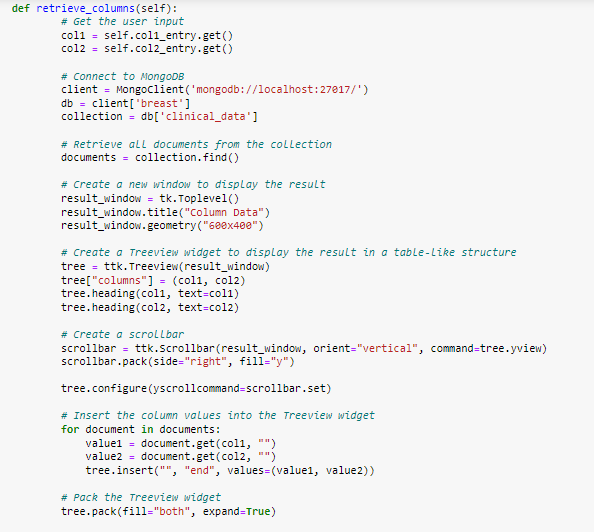 def retrieve_columns(self):
# Get the user input
col1 = self.col1_entry.get()
col2 = self.col2_entry.get()
# Connect to MongoDB
client = MongoClient('mongodb://localhost:27017/')
db = client['breast']
collection = db['clinical_data']
# Retrieve all documents from the collection
documents = collection.find()
# Create a new window to display the result
result_window = tk.Toplevel()
result_window.title("Column Data")
result_window.geometry("600x400")
# Create a Treeview widget to display the result in a table-like structure
tree = ttk.Treeview(result_window)
tree["columns"] = (col1, col2)
tree.heading(col1, text=col1)
tree.heading(col2, text=col2)
# Create a scrollbar
scrollbar = ttk.Scrollbar(result_window, orient="vertical", command=tree.yview)
scrollbar.pack(side="right", fill="y")
tree.configure(yscrollcommand=scrollbar.set)
# Insert the column values into the Treeview widget
for document in documents:
value1 = document.get(col1, "")
value2 = document.get(col2, "")
tree.insert("", "end", values=(value1, value2))
# Pack the Treeview widget
tree.pack(fill="both", expand=True)